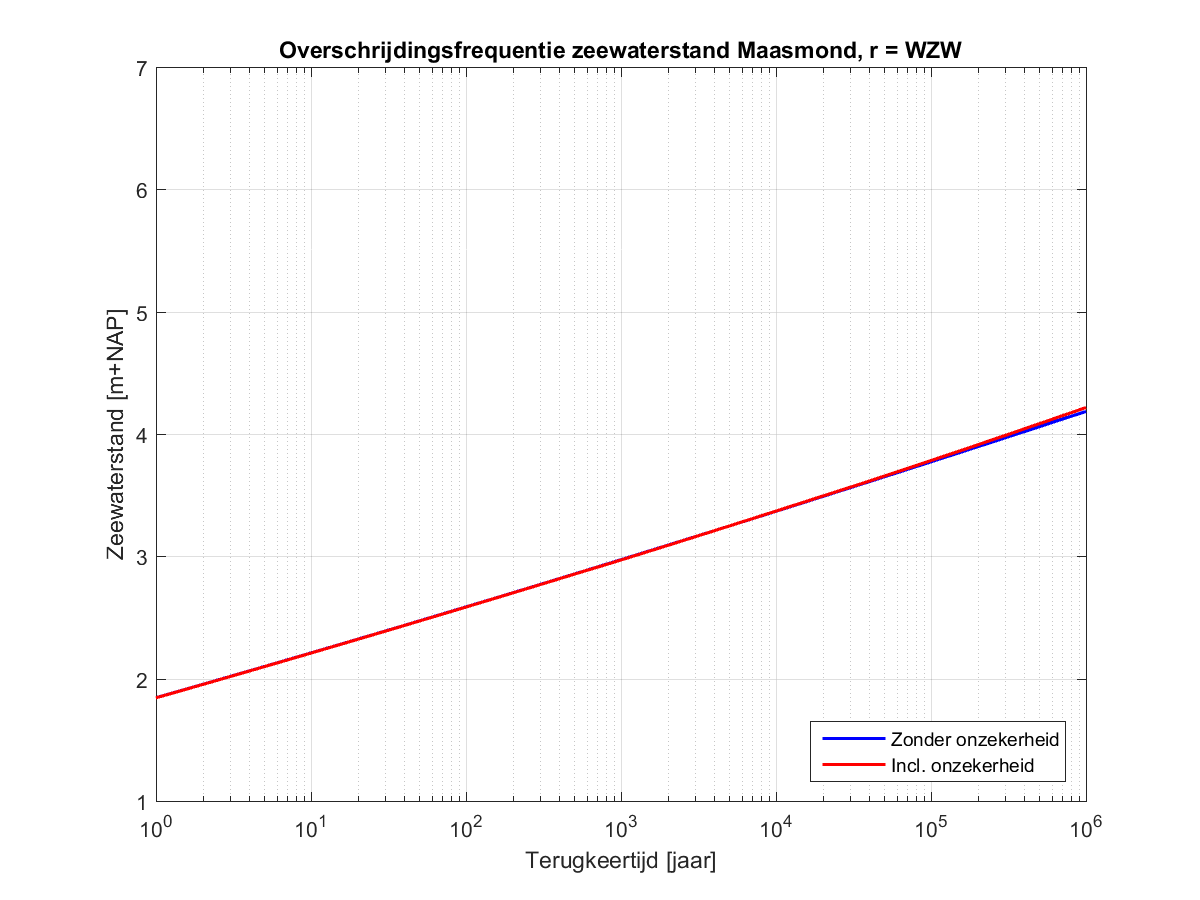 Overschrijdingsfrequentie zeewaterstand Maasmond, r = WZW
7
6
5
4
3
2
1
Zeewaterstand [m+NAP]
Zonder onzekerheid
Incl. onzekerheid
10^0 10^1 10^2 10^3 10^4 10^5 10^6
Terugkeertijd [jaar]